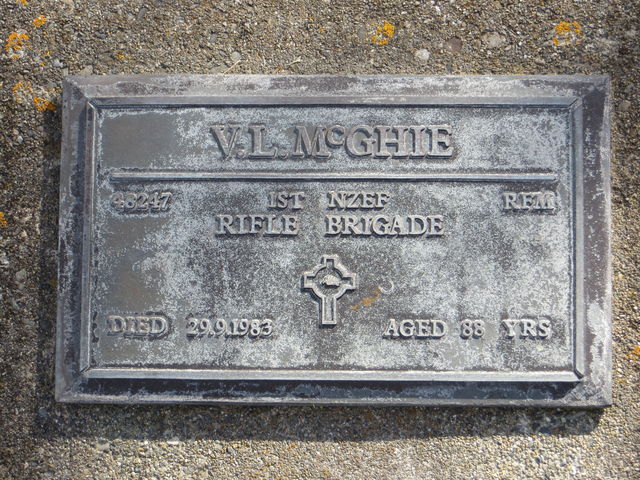 V.L. McGHIE
48247 1ST NZEF RFM
RIFLE BRIGADE
DIED 29.9.1983 AGED 88 YRS